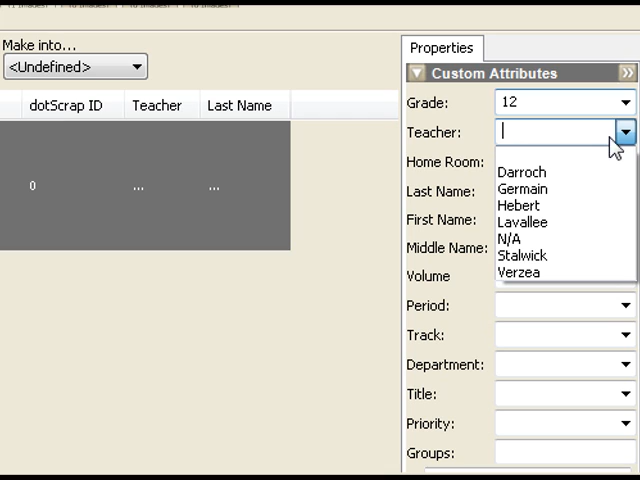 Make into...
<Undefined>
dotScrap ID Teacher Last Name
0 ... ...
Properties
Custom Attributes
Grade: 12
Teacher:
Darroch
Germain
Hebert
Lavallee
N/A
Stalwick
Verzea
Home Room:
Last Name:
First Name:
Middle Name:
Volume
Period:
Track:
Department:
Title:
Priority:
Groups: